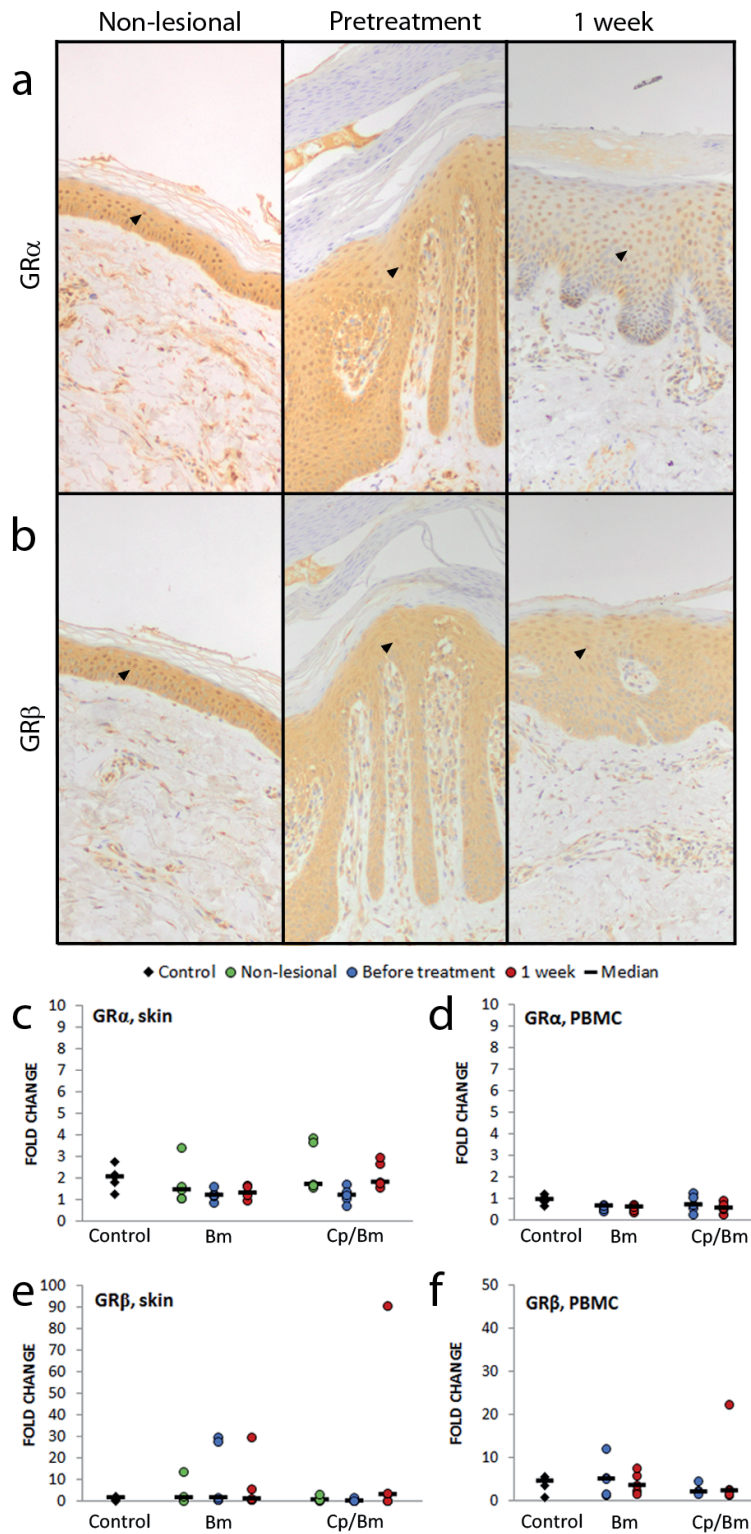 Non-lesional Pretreatment 1 week
a
GRα
b
GRβ
Control Non-lesional Before treatment 1 week Median
c
GRα, skin
FOLD CHANGE
10
9
8
7
6
5
4
3
2
1
0
Control Bm Cp/Bm
d
GRα, PBMC
FOLD CHANGE
10
9
8
7
6
5
4
3
2
1
0
Control Bm Cp/Bm
e
GRβ, skin
FOLD CHANGE
100
90
80
70
60
50
40
30
20
10
0
Control Bm Cp/Bm
f
GRβ, PBMC
FOLD CHANGE
50
40
30
20
10
0
Control Bm Cp/Bm